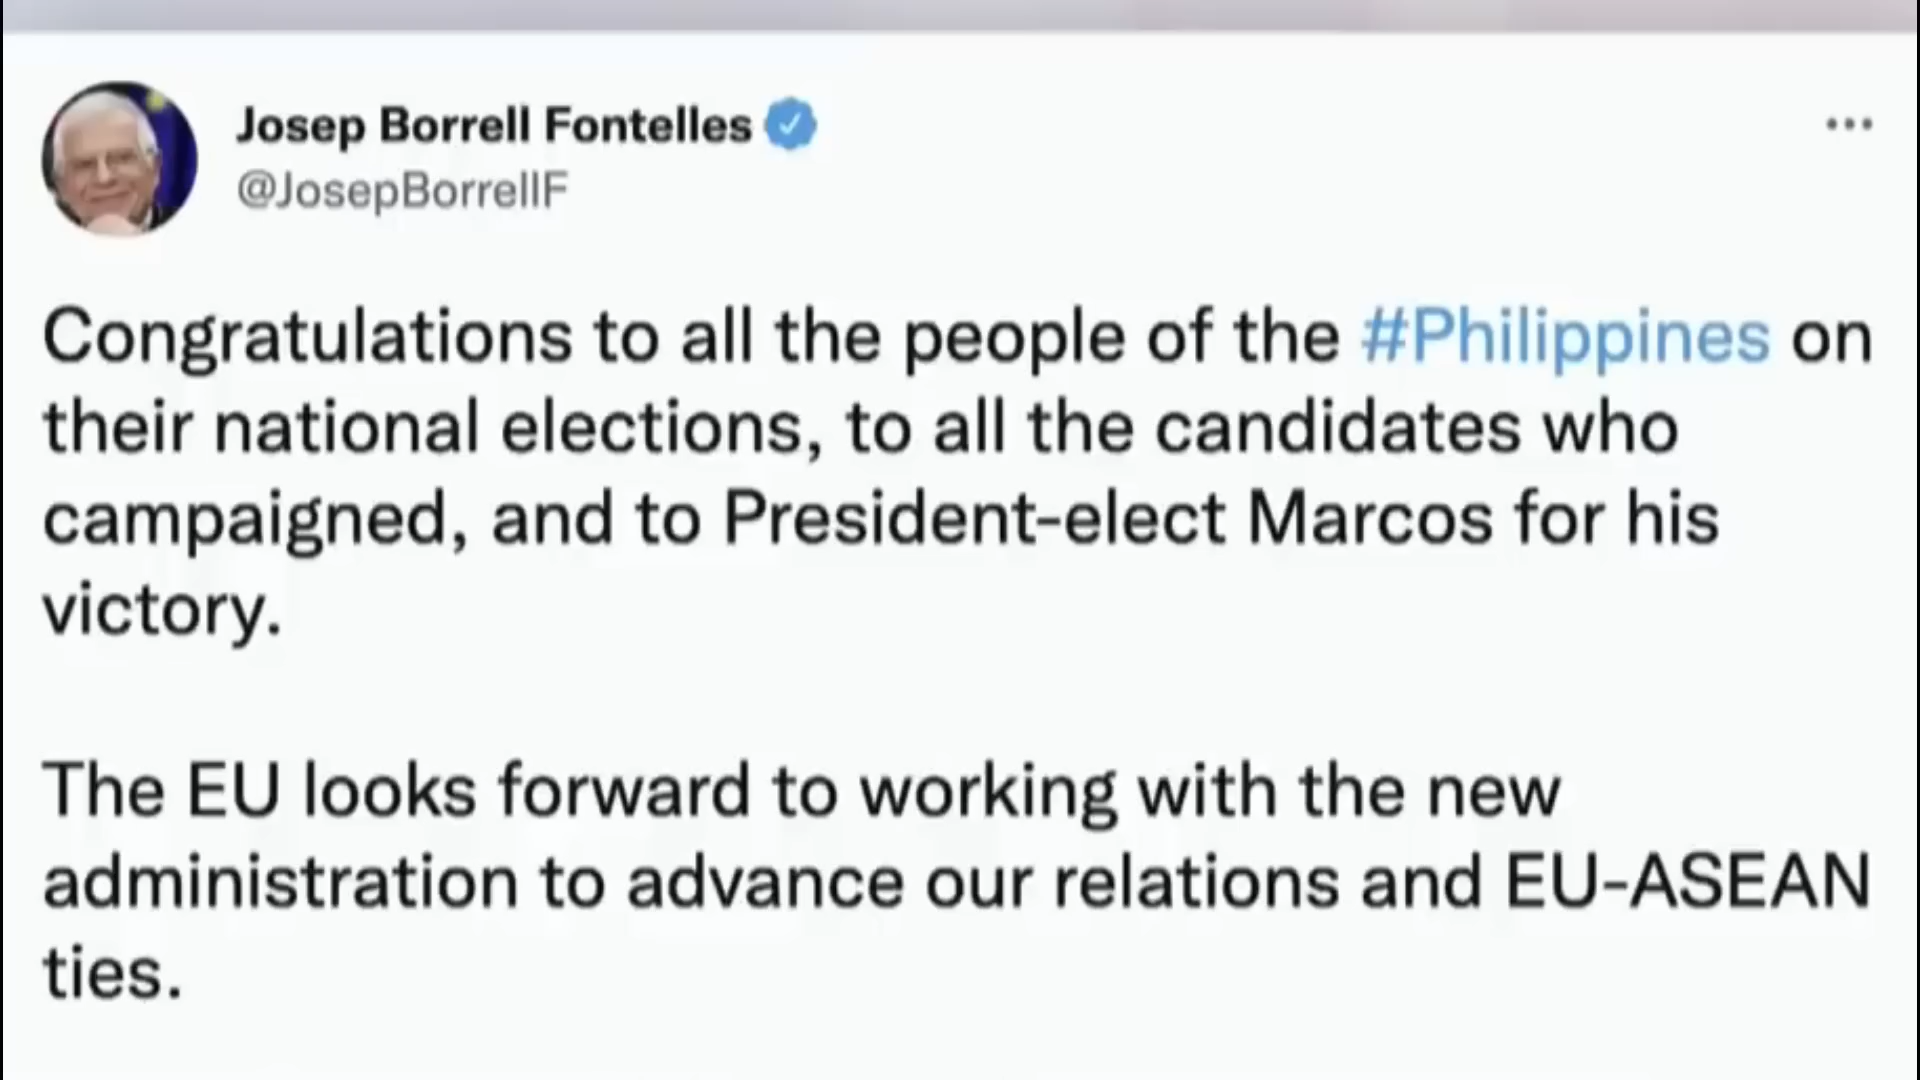 Josep Borrell Fontelles
@JosepBorrellF
Congratulations to all the people of the #Philippines on
their national elections, to all the candidates who
campaigned, and to President-elect Marcos for his
victory.
The EU looks forward to working with the new
administration to advance our relations and EU-ASEAN
ties.